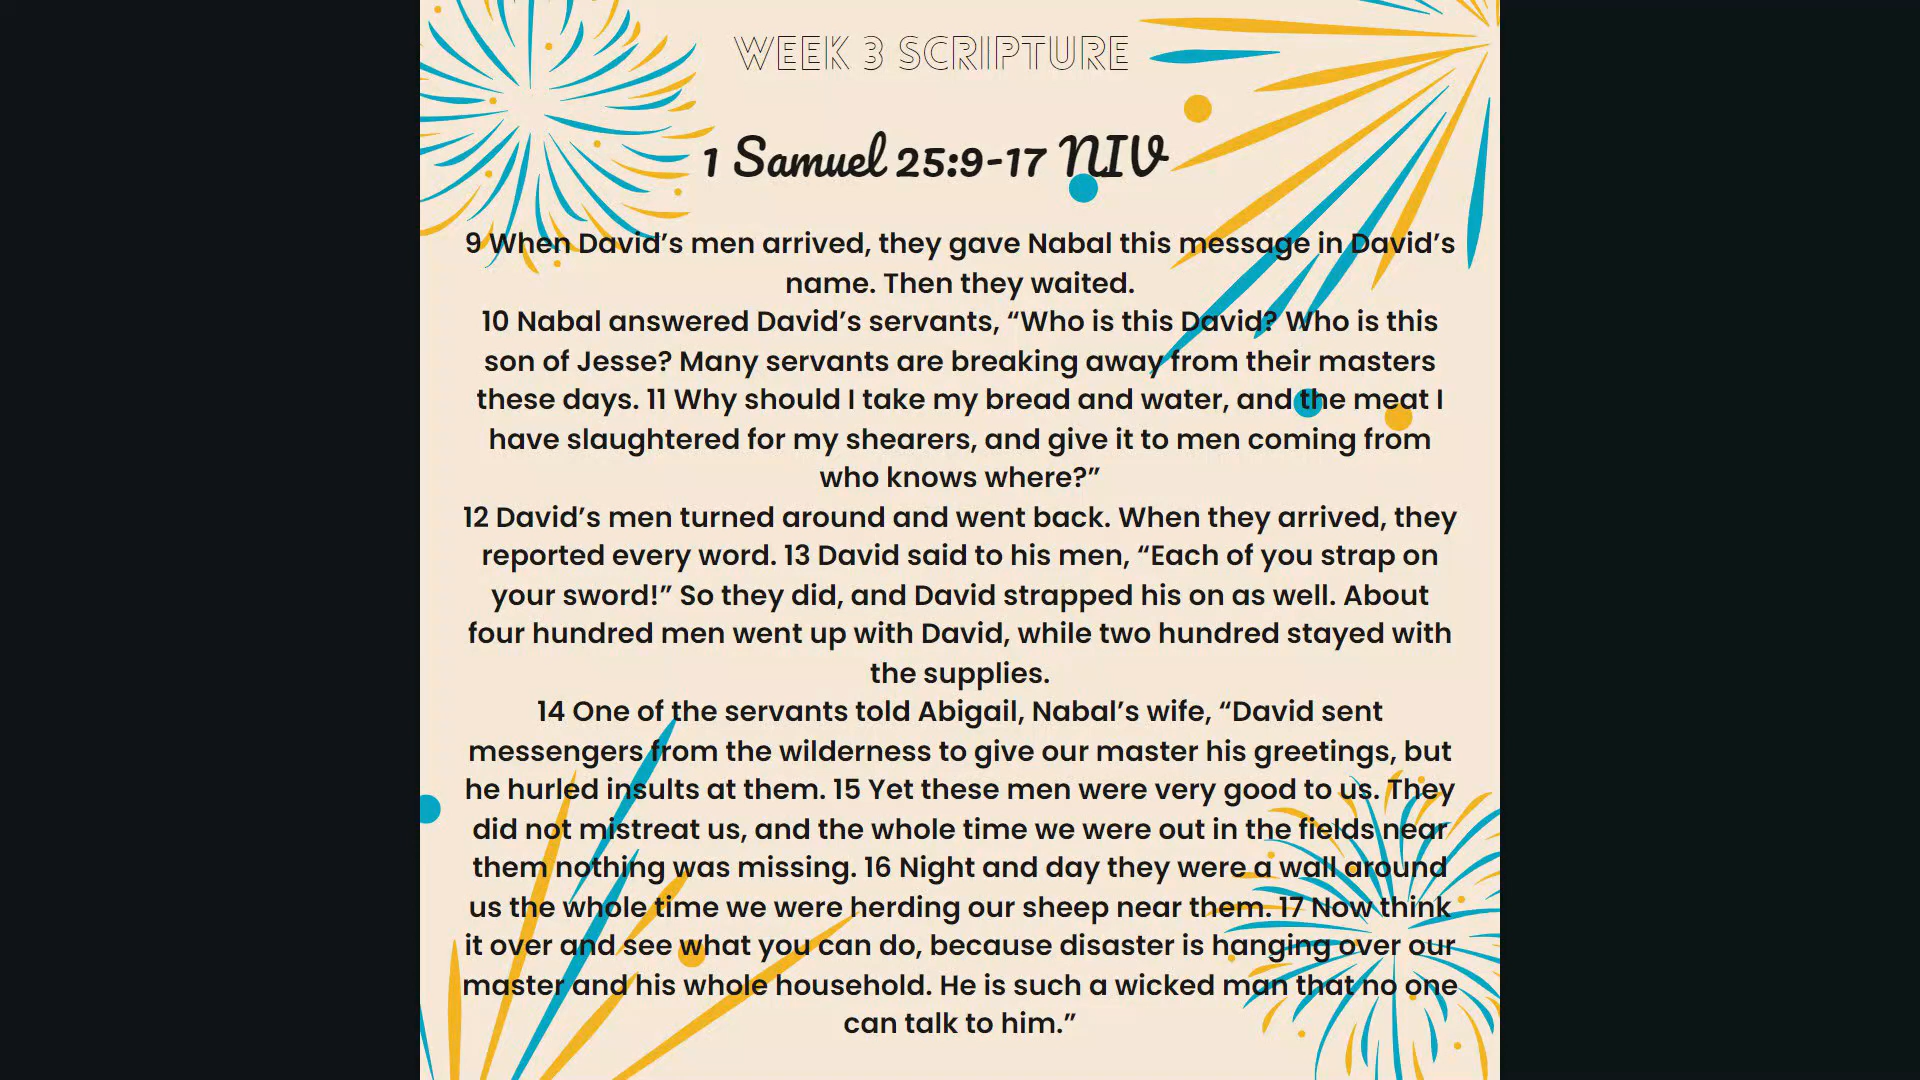 WEEK 3 SCRIPTURE
1 Samuel 25:9-17 NIV
9 When David’s men arrived, they gave Nabal this message in David’s
name. Then they waited.
10 Nabal answered David’s servants, “Who is this David? Who is this
son of Jesse? Many servants are breaking away from their masters
these days. 11 Why should I take my bread and water, and the meat I
have slaughtered for my shearers, and give it to men coming from
who knows where?”
12 David’s men turned around and went back. When they arrived, they
reported every word. 13 David said to his men, “Each of you strap on
your sword!” So they did, and David strapped his on as well. About
four hundred men went up with David, while two hundred stayed with
the supplies.
14 One of the servants told Abigail, Nabal’s wife, “David sent
messengers from the wilderness to give our master his greetings, but
he hurled insults at them. 15 Yet these men were very good to us. They
did not mistreat us, and the whole time we were out in the fields near
them nothing was missing. 16 Night and day they were a wall around
us the whole time we were herding our sheep near them. 17 Now think
it over and see what you can do, because disaster is hanging over our
master and his whole household. He is such a wicked man that no one
can talk to him.”